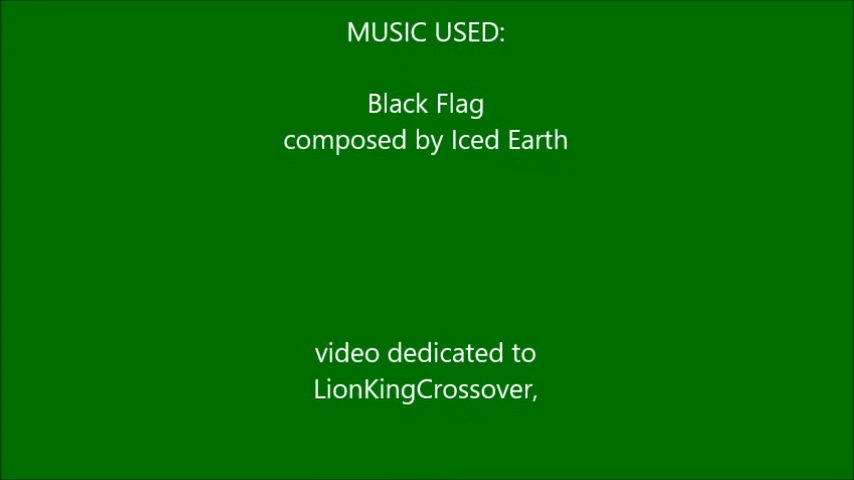 MUSIC USED:
Black Flag
composed by Iced Earth
video dedicated to
LionKingCrossover,